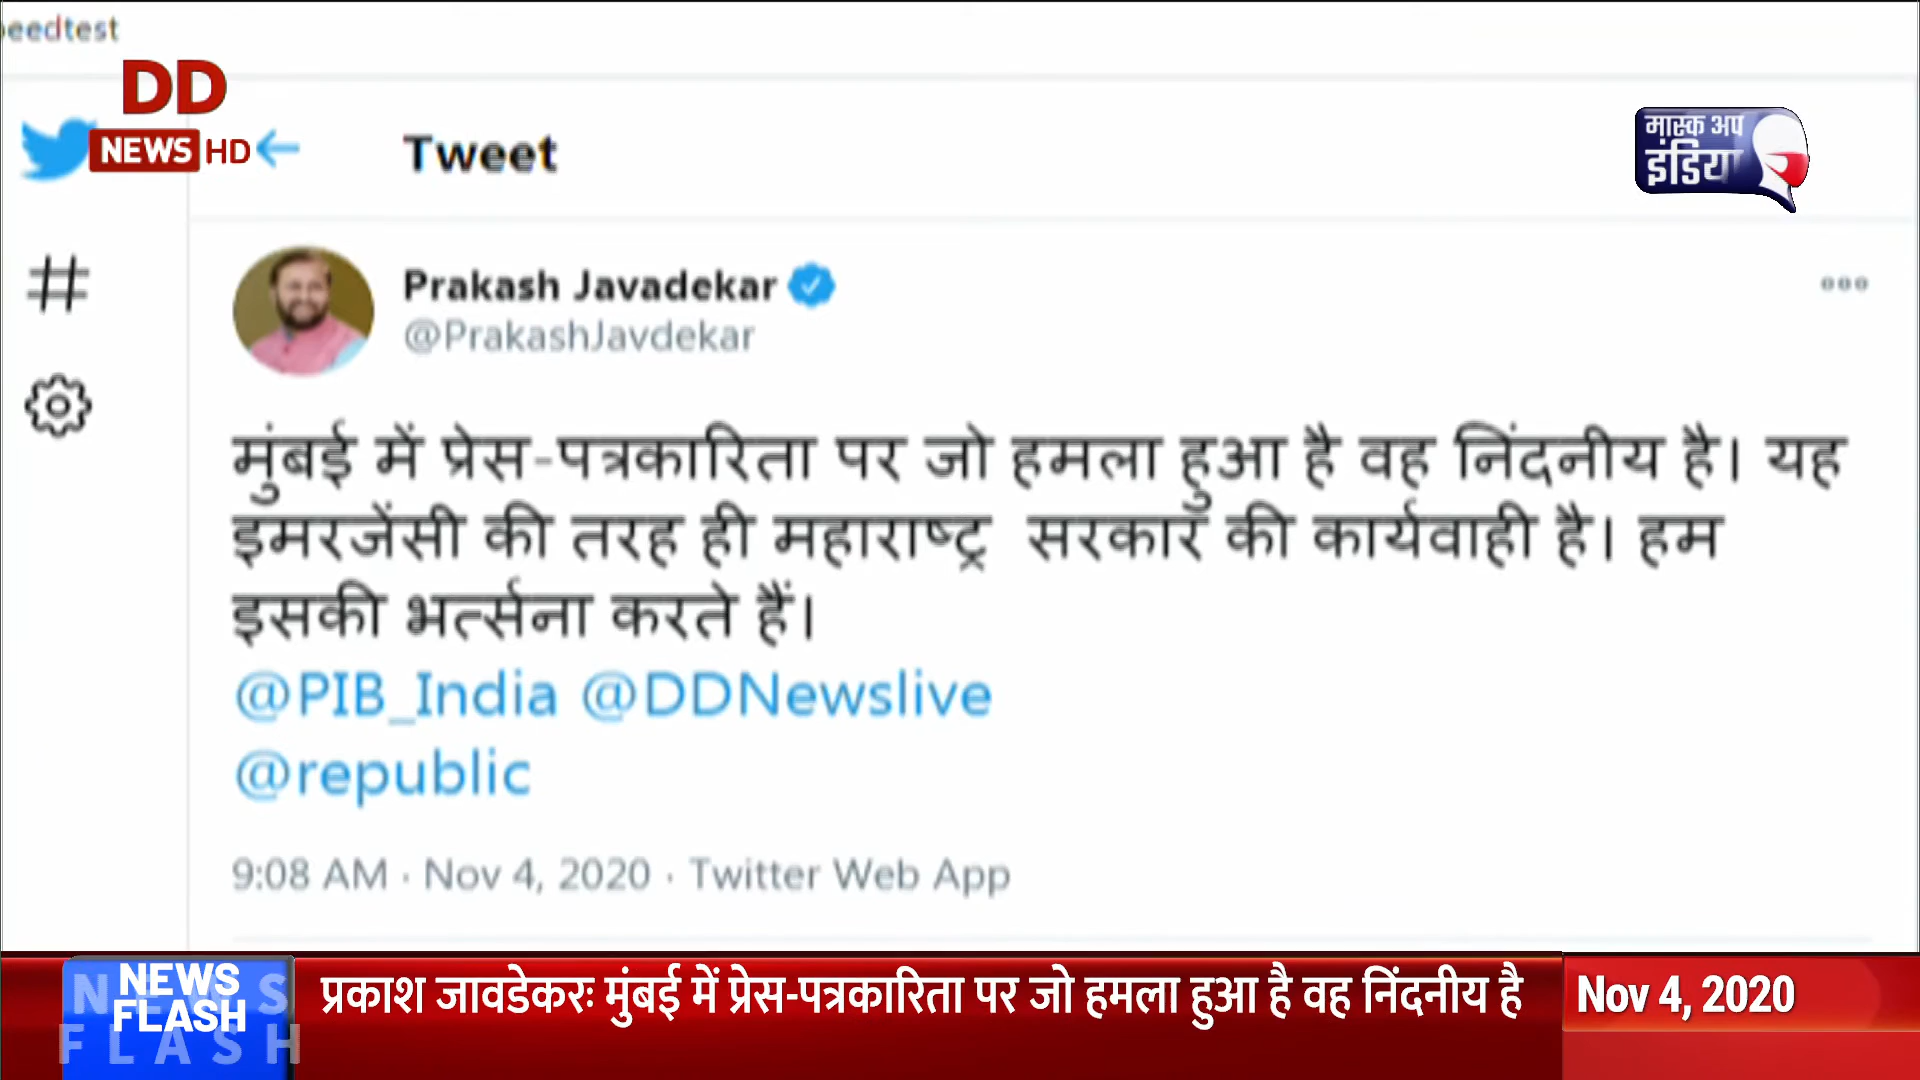 eedtest
DD
NEWS HD
Tweet
मास्क अप
इंडिया
Prakash Javadekar
@PrakashJavdekar
मुंबई में प्रेस-पत्रकारिता पर जो हमला हुआ है वह निंदनीय है। यह
इमरजेंसी की तरह ही महाराष्ट्र सरकार की कार्यवाही है। हम
इसकी भर्त्सना करते हैं।
@PIB_India @DDNewslive
@republic
9:08 AM · Nov 4, 2020 · Twitter Web App
NEWS
FLASH
प्रकाश जावडेकरः मुंबई में प्रेस-पत्रकारिता पर जो हमला हुआ है वह निंदनीय है
Nov 4, 2020